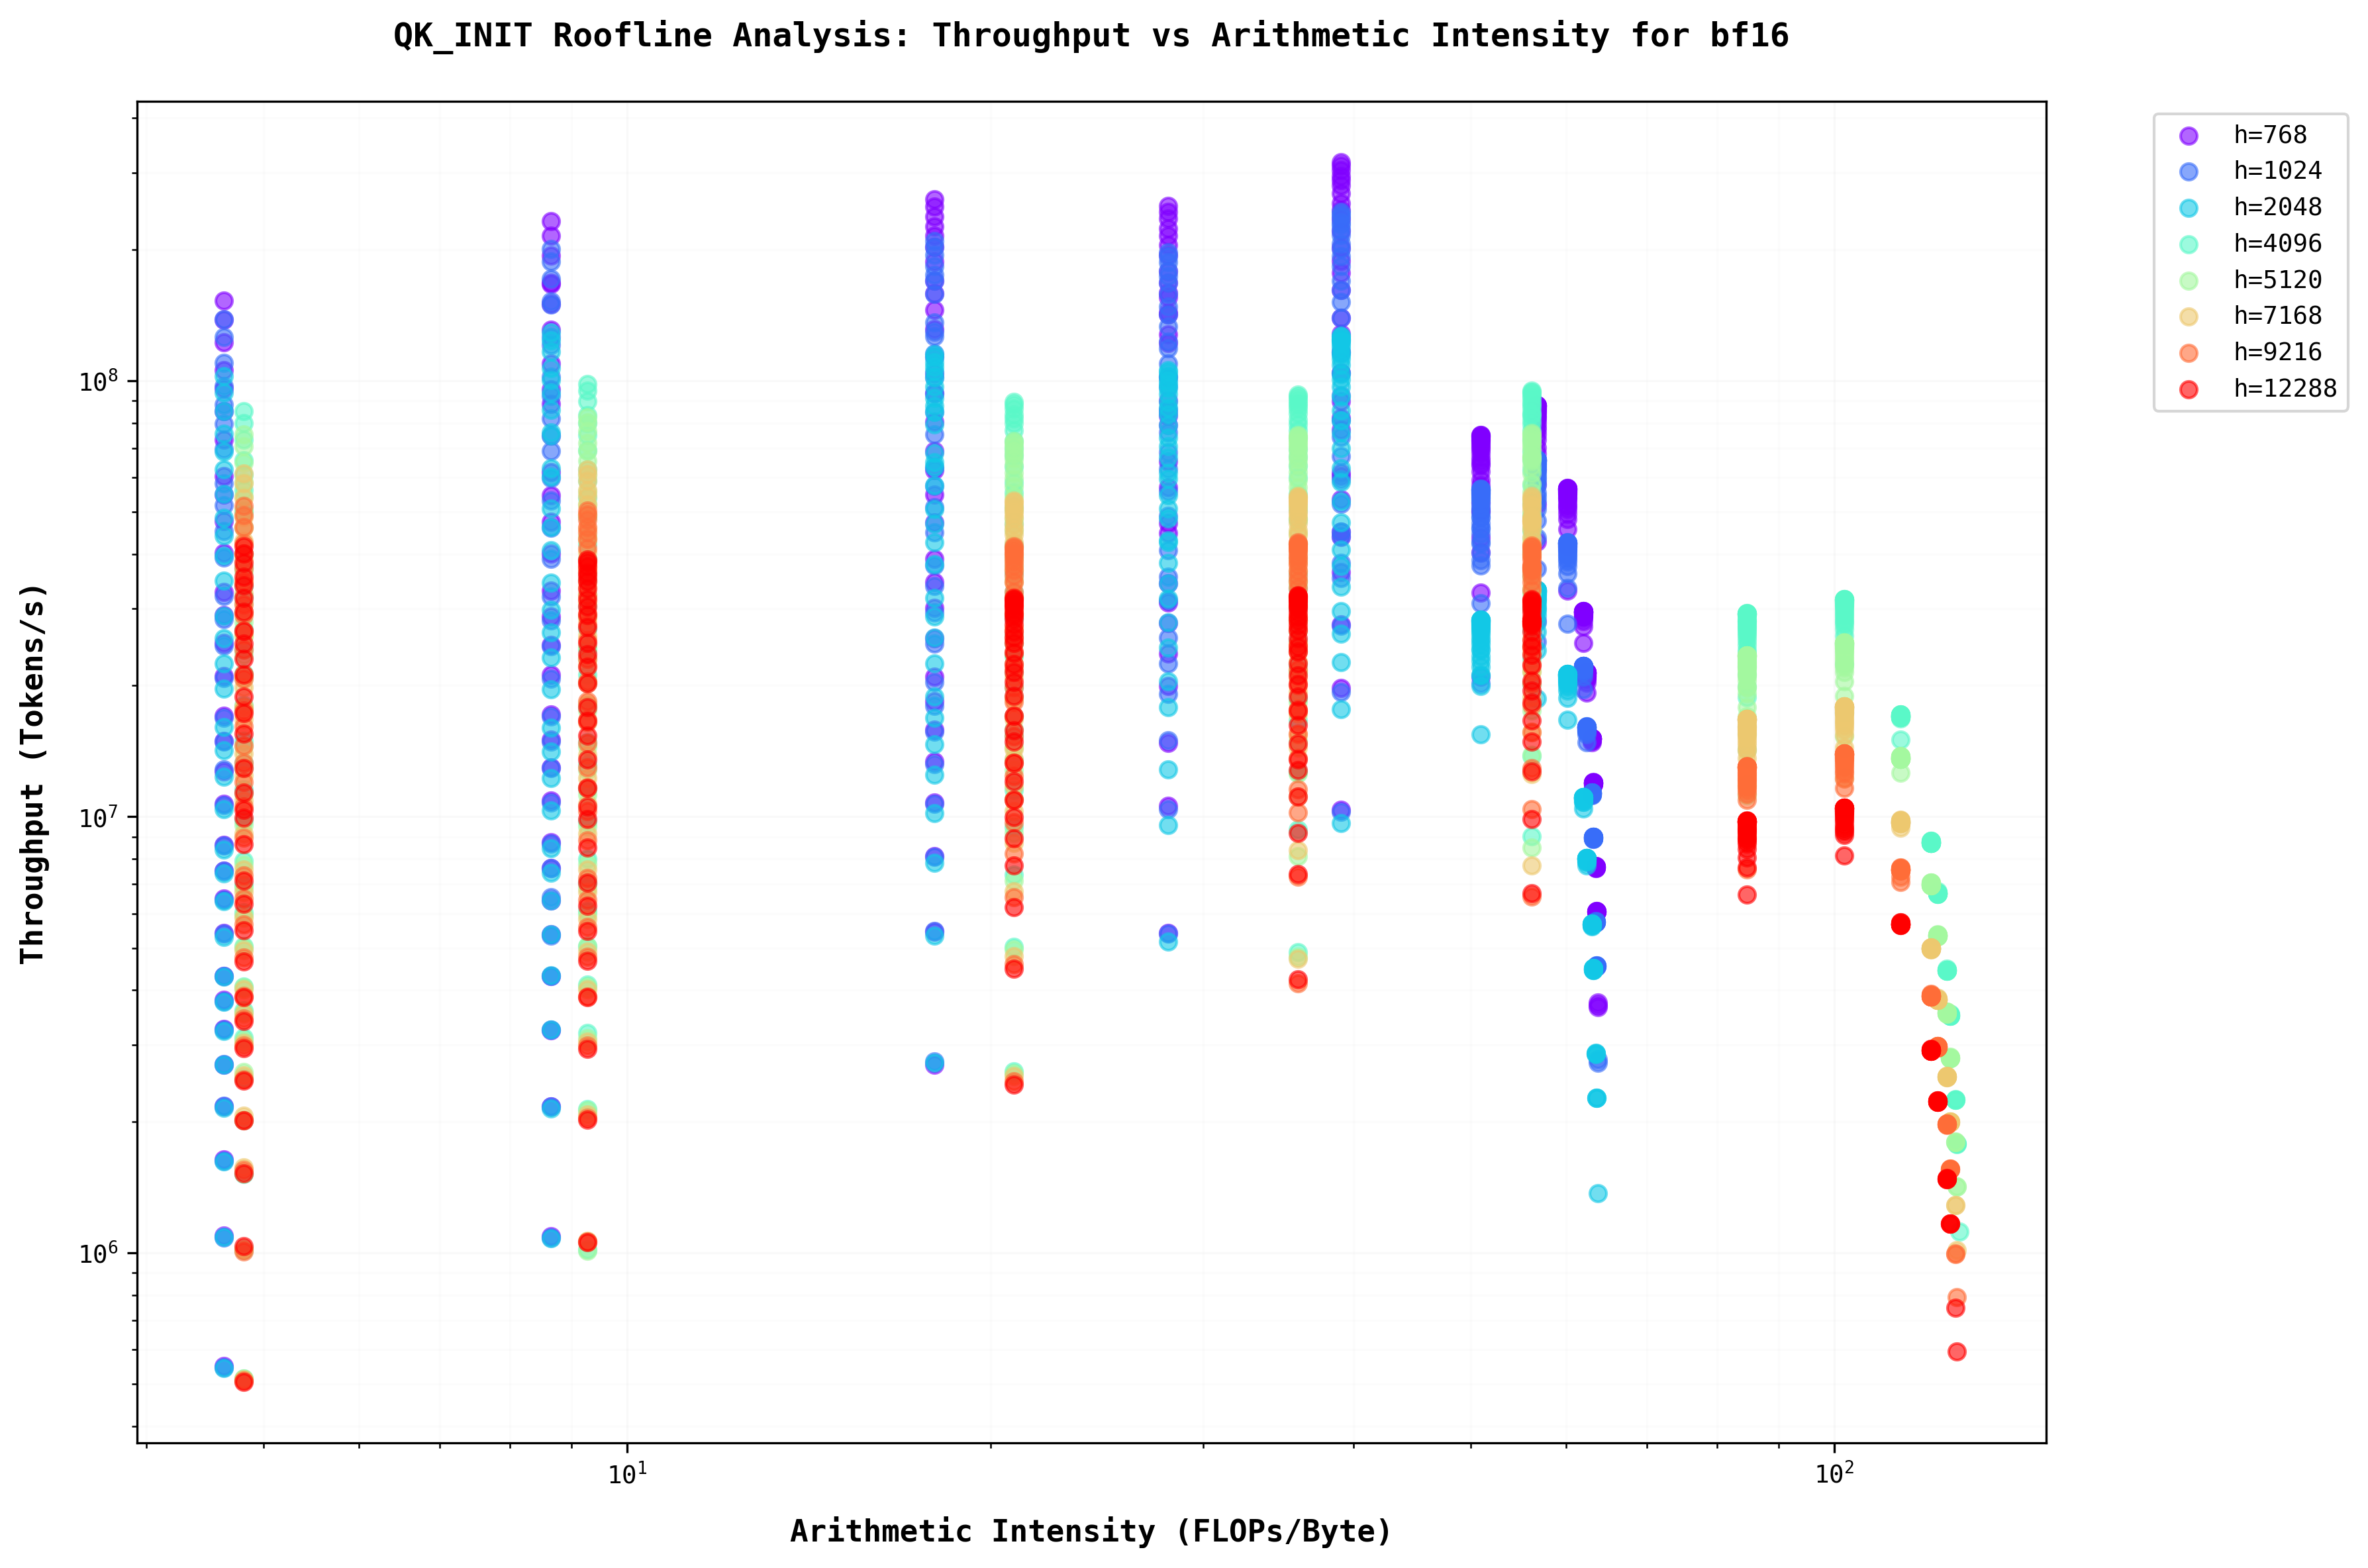 QK_INIT Roofline Analysis: Throughput vs Arithmetic Intensity for bf16
h=768
h=1024
h=2048
h=4096
h=5120
h=7168
h=9216
h=12288
Throughput (Tokens/s)
10⁸
10⁷
10⁶
10¹
10²
Arithmetic Intensity (FLOPs/Byte)